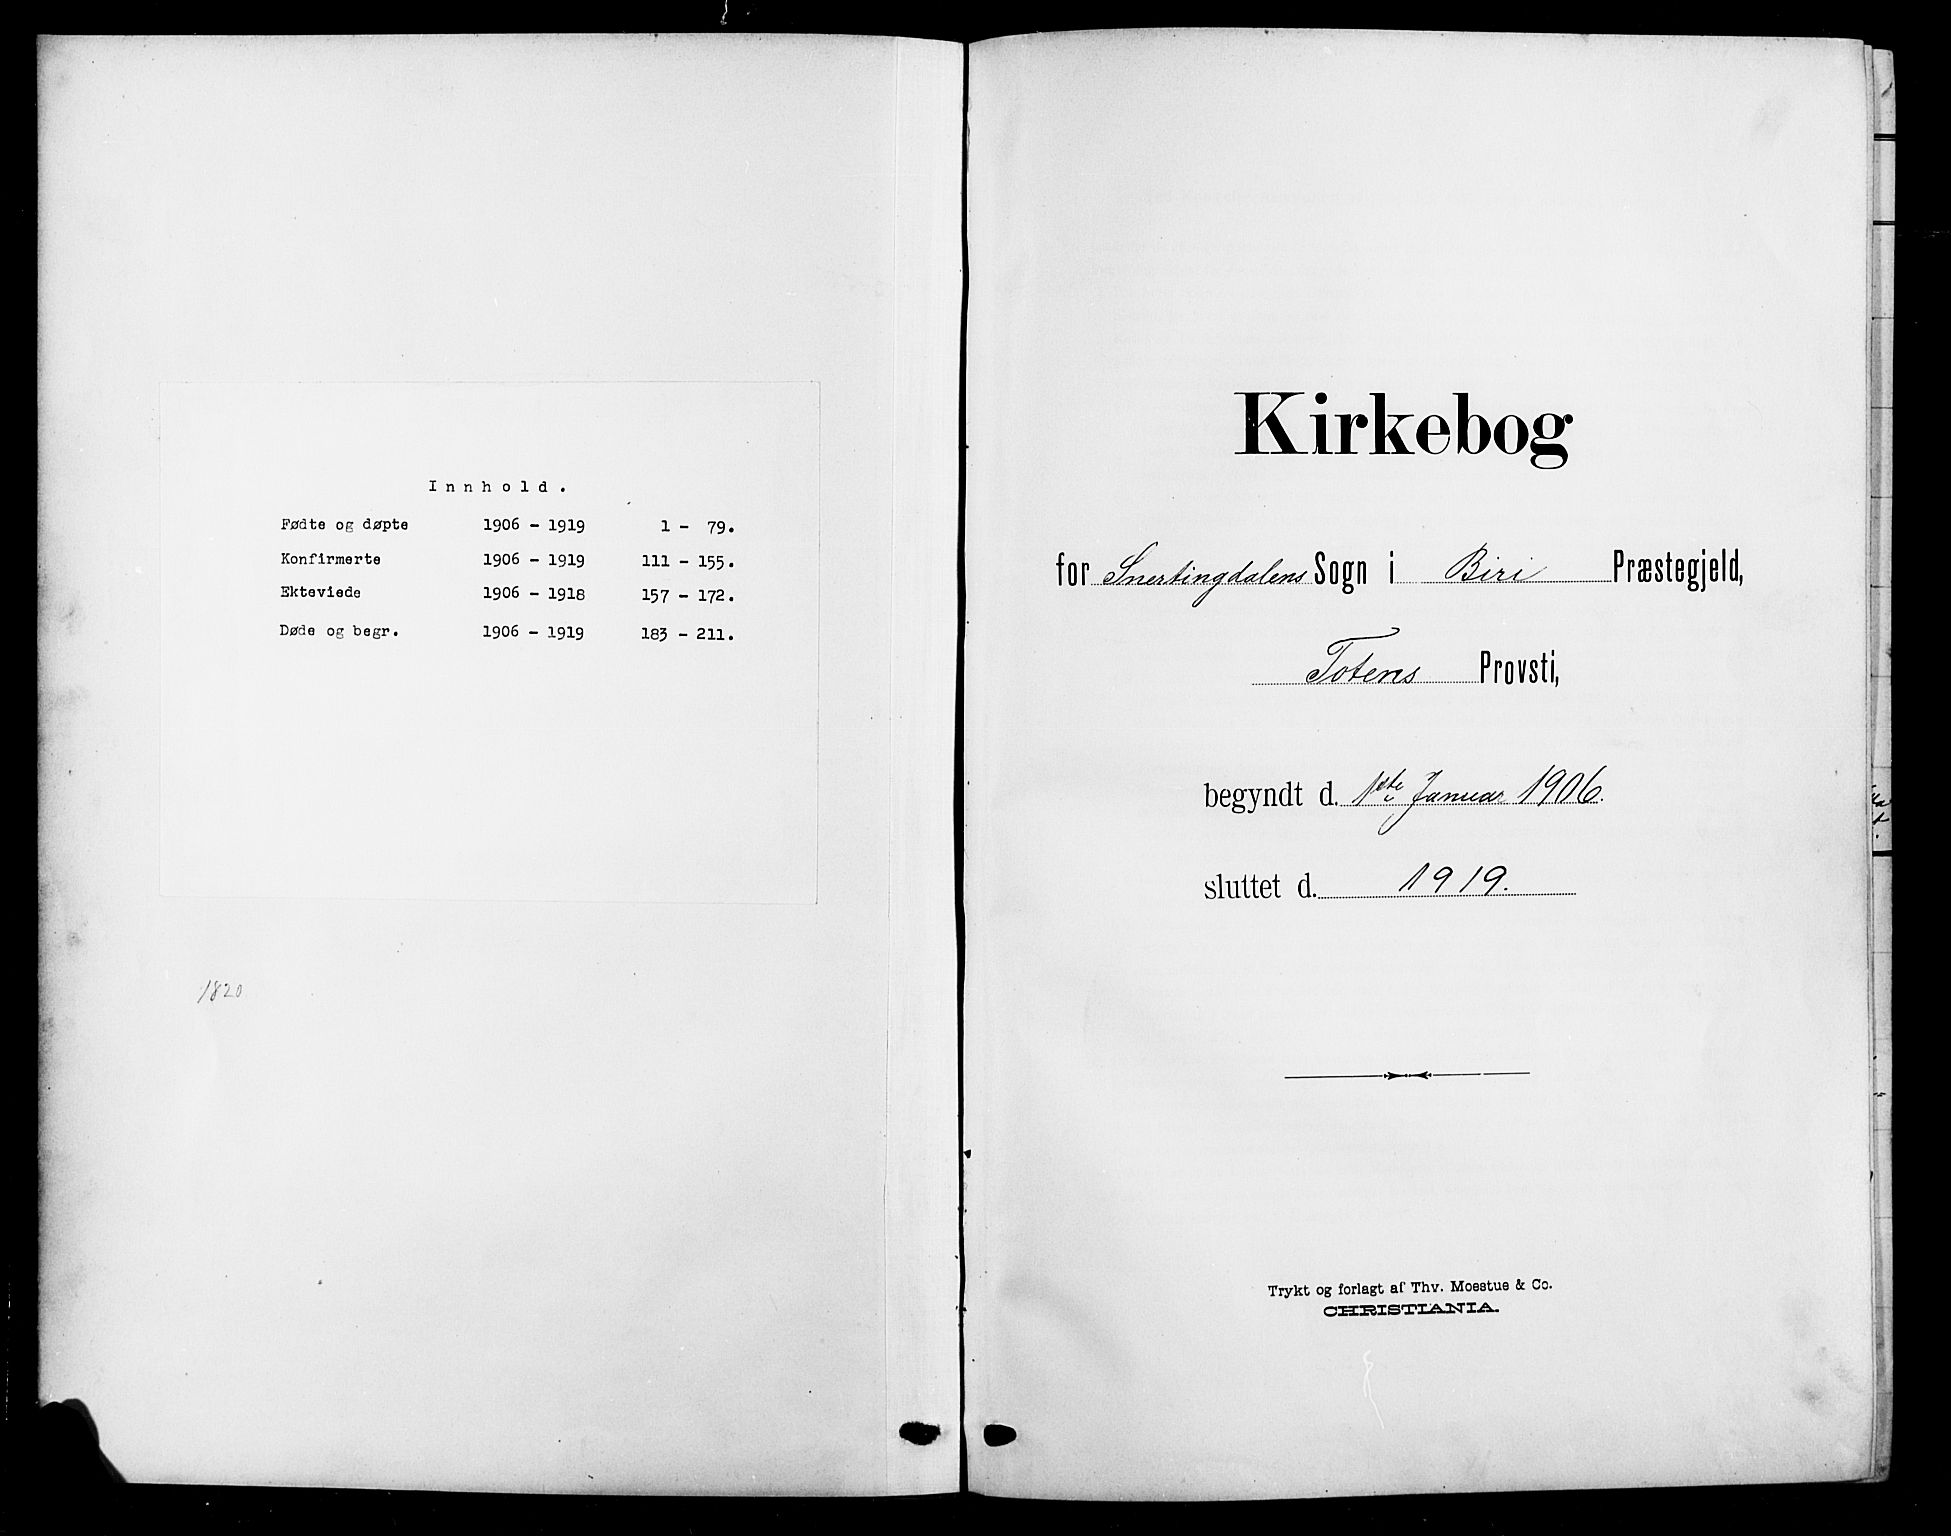 Innhold.
Fødte og døpte 1906 - 1919 1 - 79.
Konfirmerte 1906 - 1919 111 - 155.
Ekteviede 1906 - 1918 157 - 172.
Døde og begr. 1906 - 1919 183 - 211.
1820
Kirkebog
for Snertingdalens Sogn i Biri Præstegjeld,
Totens Provsti,
begyndt d. 1ste Januar 1906.
sluttet d. 1919.
Trykt og forlagt af Thv. Moestue & Co.
CHRISTIANIA.